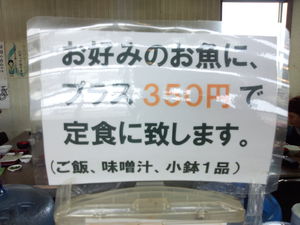 お好みのお魚に、
プラス 350円 で
定食に致します。
(ご飯、味噌汁、小鉢1品)